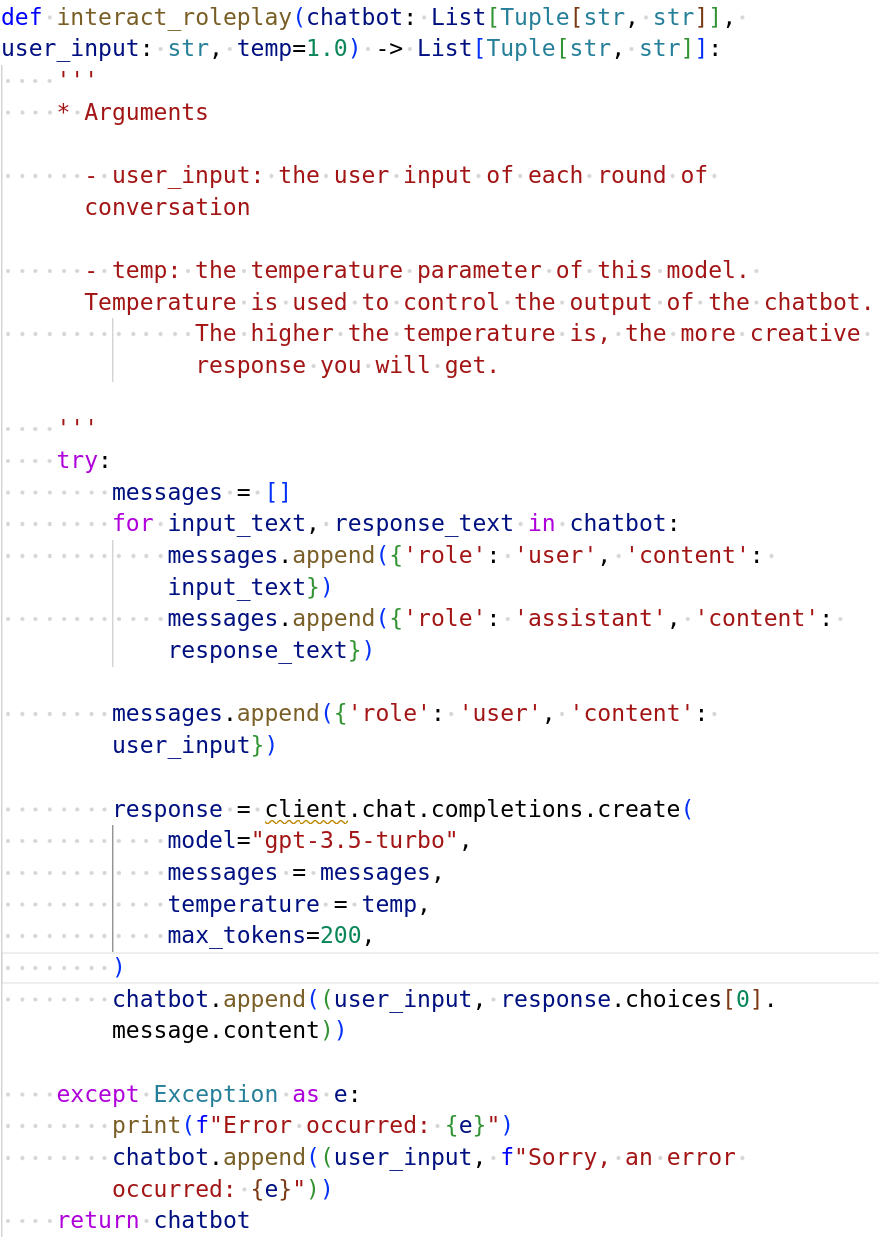 def interact_roleplay(chatbot: List[Tuple[str, str]],
user_input: str, temp=1.0) -> List[Tuple[str, str]]:
    '''
    * Arguments

      - user_input: the user input of each round of
      conversation

      - temp: the temperature parameter of this model.
      Temperature is used to control the output of the chatbot.
              The higher the temperature is, the more creative
              response you will get.

    '''
    try:
        messages = []
        for input_text, response_text in chatbot:
            messages.append({'role': 'user', 'content':
            input_text})
            messages.append({'role': 'assistant', 'content':
            response_text})

        messages.append({'role': 'user', 'content':
        user_input})

        response = client.chat.completions.create(
            model="gpt-3.5-turbo",
            messages = messages,
            temperature = temp,
            max_tokens=200,
        )
        chatbot.append((user_input, response.choices[0].
        message.content))

    except Exception as e:
        print(f"Error occurred: {e}")
        chatbot.append((user_input, f"Sorry, an error
        occurred: {e}"))
    return chatbot